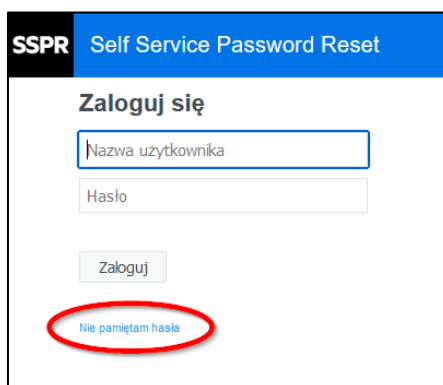 SSPR Self Service Password Reset
Zaloguj się
Nazwa użytkownika
Hasło
Zaloguj
Nie pamiętam hasła